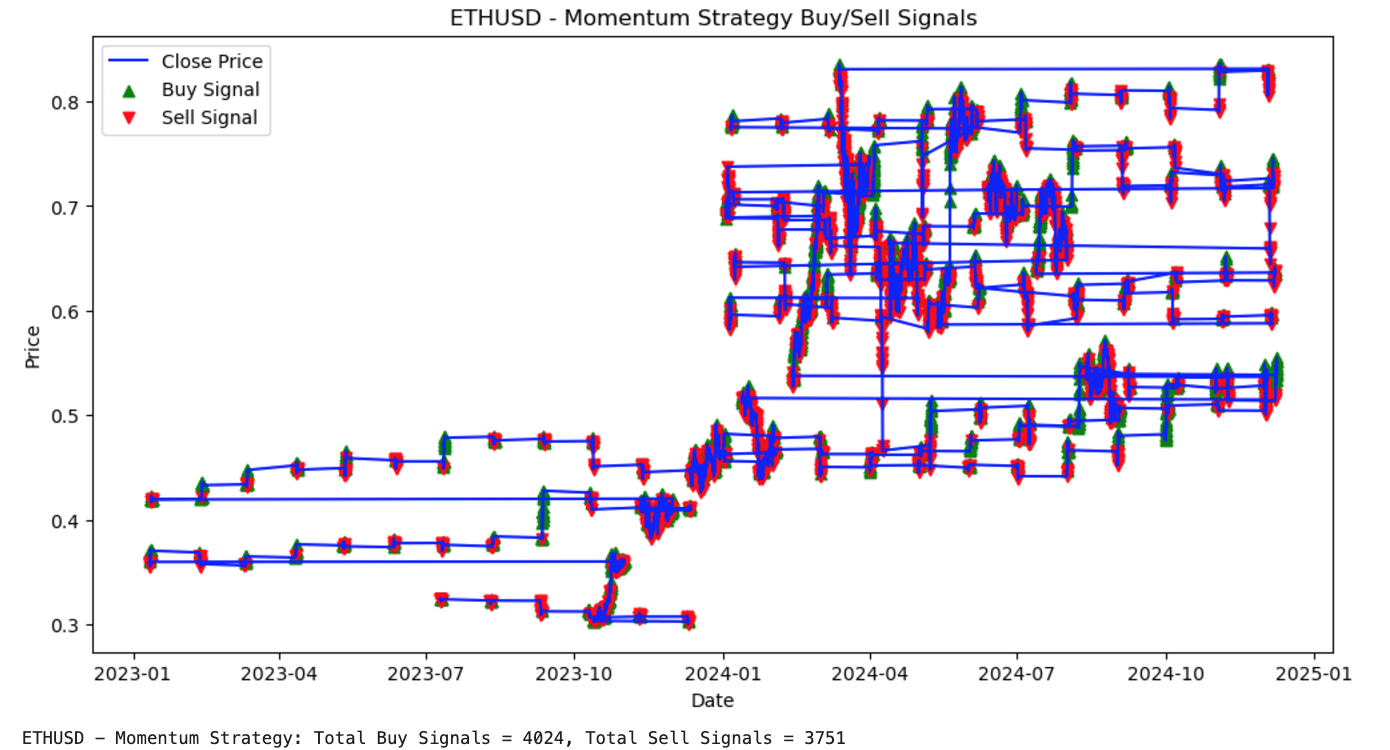 ETHUSD - Momentum Strategy Buy/Sell Signals
Close Price
Buy Signal
Sell Signal
Price
0.8
0.7
0.6
0.5
0.4
0.3
2023-01 2023-04 2023-07 2023-10 2024-01 2024-04 2024-07 2024-10 2025-01
Date
ETHUSD - Momentum Strategy: Total Buy Signals = 4024, Total Sell Signals = 3751